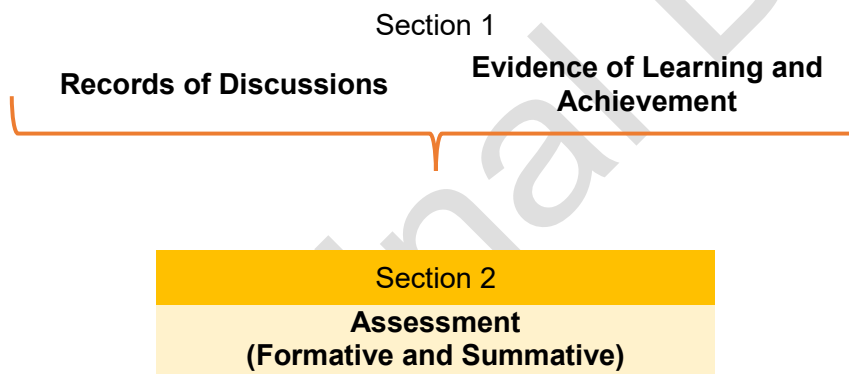 Section 1
Records of Discussions
Evidence of Learning and
Achievement
Section 2
Assessment
(Formative and Summative)